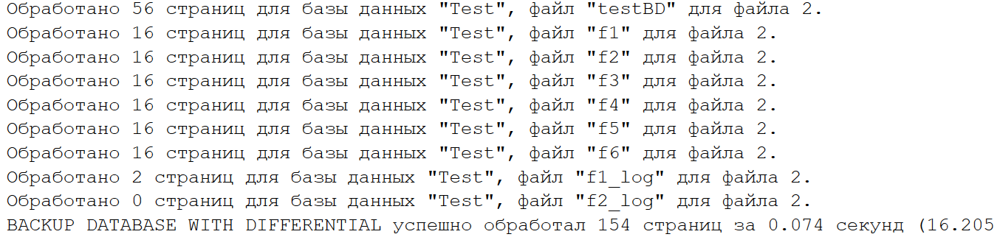 Обработано 56 страниц для базы данных "Test", файл "testBD" для файла 2.
Обработано 16 страниц для базы данных "Test", файл "f1" для файла 2.
Обработано 16 страниц для базы данных "Test", файл "f2" для файла 2.
Обработано 16 страниц для базы данных "Test", файл "f3" для файла 2.
Обработано 16 страниц для базы данных "Test", файл "f4" для файла 2.
Обработано 16 страниц для базы данных "Test", файл "f5" для файла 2.
Обработано 16 страниц для базы данных "Test", файл "f6" для файла 2.
Обработано 2 страниц для базы данных "Test", файл "f1_log" для файла 2.
Обработано 0 страниц для базы данных "Test", файл "f2_log" для файла 2.
BACKUP DATABASE WITH DIFFERENTIAL успешно обработал 154 страниц за 0.074 секунд (16.205